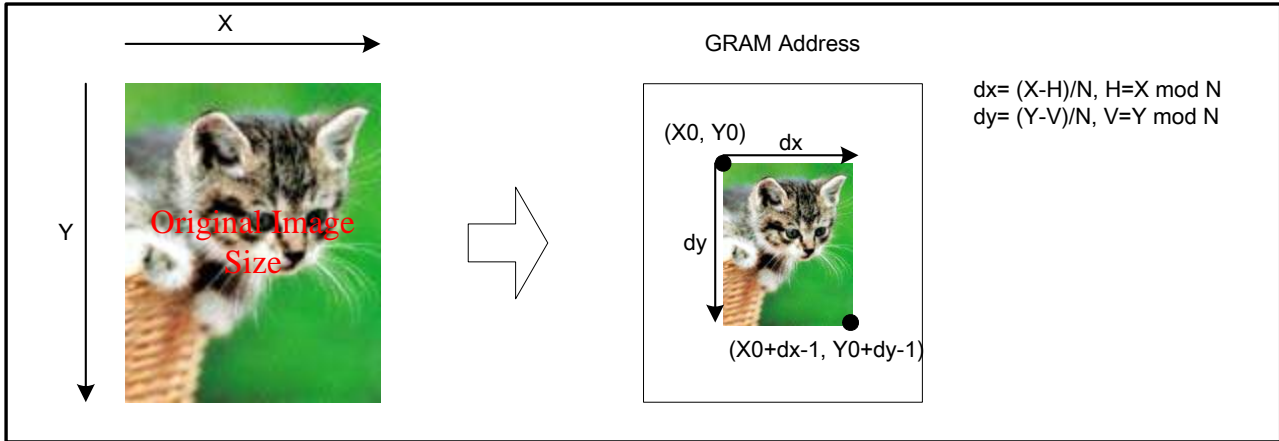 X
Y
Original Image
Size
GRAM Address
(X0, Y0)
dx
dy
(X0+dx-1, Y0+dy-1)
dx= (X-H)/N, H=X mod N
dy= (Y-V)/N, V=Y mod N